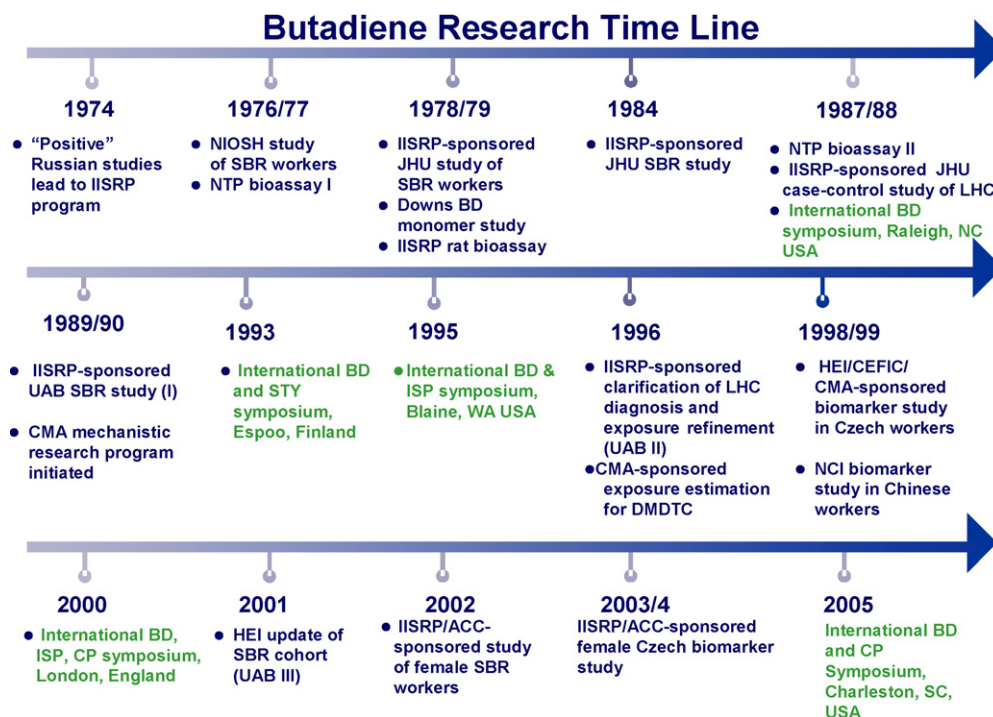 Butadiene Research Time Line
1974
• “Positive”
Russian studies
lead to IISRP
program
1976/77
• NIOSH study
of SBR workers
• NTP bioassay I
1978/79
• IISRP-sponsored
JHU study of
SBR workers
• Downs BD
monomer study
• IISRP rat bioassay
1984
• IISRP-sponsored
JHU SBR study
1987/88
• NTP bioassay II
• IISRP-sponsored JHU
case-control study of LHC
• International BD
symposium, Raleigh, NC
USA
1989/90
• IISRP-sponsored
UAB SBR study (I)
• CMA mechanistic
research program
initiated
1993
• International BD
and STY
symposium,
Espoo, Finland
1995
• International BD &
ISP symposium,
Blaine, WA USA
1996
• IISRP-sponsored
clarification of LHC
diagnosis and
exposure refinement
(UAB II)
• CMA-sponsored
exposure estimation
for DMDTC
1998/99
• HEI/CEFIC/
CMA-sponsored
biomarker study
in Czech workers
• NCI biomarker
study in Chinese
workers
2000
• International BD,
ISP, CP symposium,
London, England
2001
• HEI update of
SBR cohort
(UAB III)
2002
• IISRP/ACC-
sponsored study
of female SBR
workers
2003/4
IISRP/ACC-sponsored
female Czech biomarker
study
2005
International BD
and CP
Symposium,
Charleston, SC,
USA